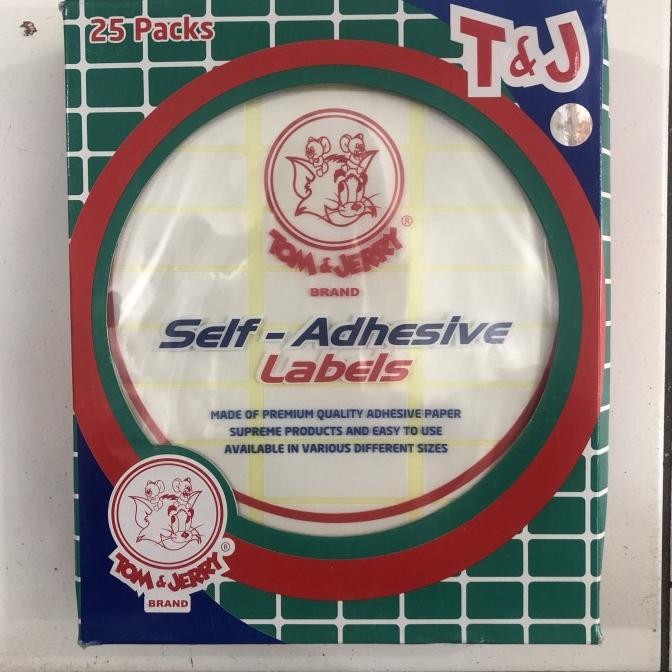 25 Packs
T&J
TOM & JERRY ®
BRAND
Self - Adhesive
Labels
MADE OF PREMIUM QUALITY ADHESIVE PAPER
SUPREME PRODUCTS AND EASY TO USE
AVAILABLE IN VARIOUS DIFFERENT SIZES
TOM & JERRY ®
BRAND